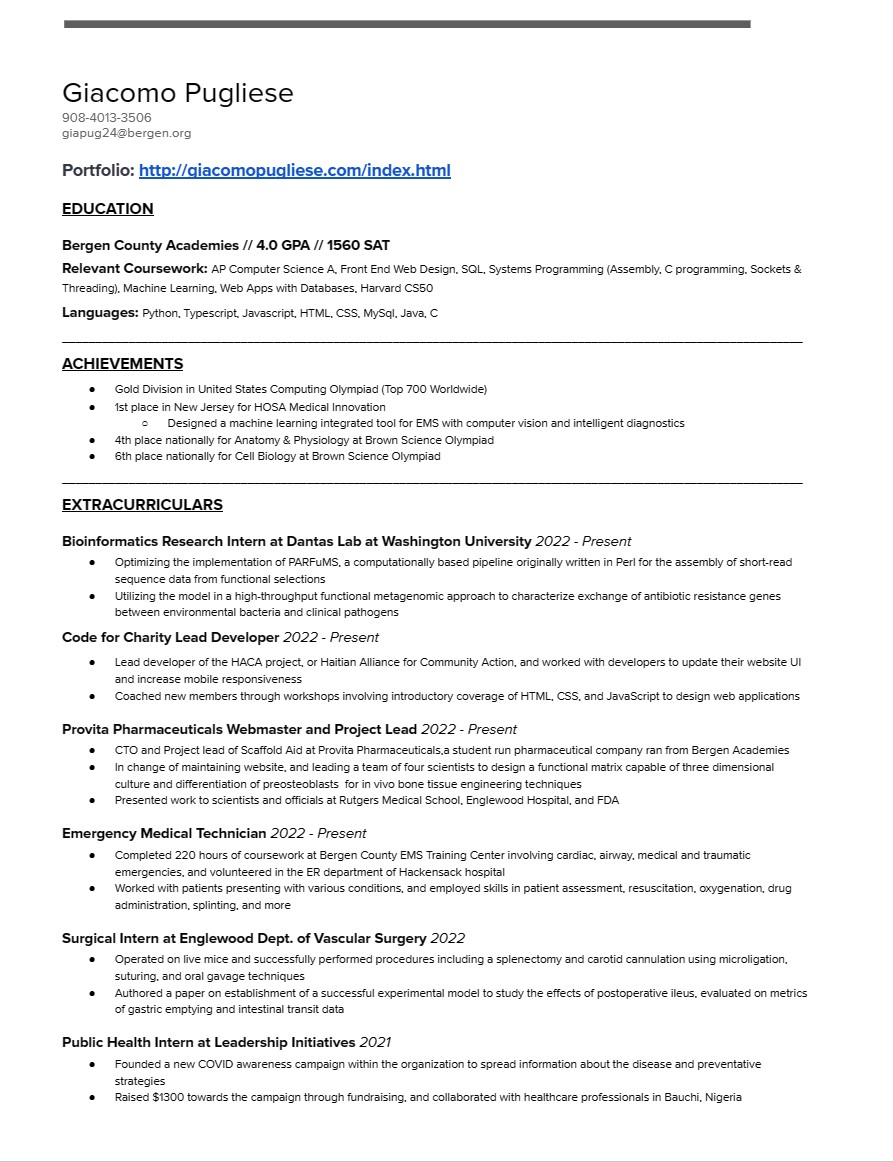 Giacomo Pugliese
908-4013-3506
giapug24@bergen.org
Portfolio: http://giacomopugliese.com/index.html
EDUCATION
Bergen County Academies // 4.0 GPA // 1560 SAT
Relevant Coursework: AP Computer Science A, Front End Web Design, SQL, Systems Programming (Assembly, C programming, Sockets &
Threading), Machine Learning, Web Apps with Databases, Harvard CS50
Languages: Python, Typescript, Javascript, HTML, CSS, MySql, Java, C
ACHIEVEMENTS
● Gold Division in United States Computing Olympiad (Top 700 Worldwide)
● 1st place in New Jersey for HOSA Medical Innovation
○ Designed a machine learning integrated tool for EMS with computer vision and intelligent diagnostics
● 4th place nationally for Anatomy & Physiology at Brown Science Olympiad
● 6th place nationally for Cell Biology at Brown Science Olympiad
EXTRACURRICULARS
Bioinformatics Research Intern at Dantas Lab at Washington University 2022 - Present
● Optimizing the implementation of PARFuMS, a computationally based pipeline originally written in Perl for the assembly of short-read
sequence data from functional selections
● Utilizing the model in a high-throughput functional metagenomic approach to characterize exchange of antibiotic resistance genes
between environmental bacteria and clinical pathogens
Code for Charity Lead Developer 2022 - Present
● Lead developer of the HACA project, or Haitian Alliance for Community Action, and worked with developers to update their website UI
and increase mobile responsiveness
● Coached new members through workshops involving introductory coverage of HTML, CSS, and JavaScript to design web applications
Provita Pharmaceuticals Webmaster and Project Lead 2022 - Present
● CTO and Project lead of Scaffold Aid at Provita Pharmaceuticals,a student run pharmaceutical company ran from Bergen Academies
● In change of maintaining website, and leading a team of four scientists to design a functional matrix capable of three dimensional
culture and differentiation of preosteoblasts for in vivo bone tissue engineering techniques
● Presented work to scientists and officials at Rutgers Medical School, Englewood Hospital, and FDA
Emergency Medical Technician 2022 - Present
● Completed 220 hours of coursework at Bergen County EMS Training Center involving cardiac, airway, medical and traumatic
emergencies, and volunteered in the ER department of Hackensack hospital
● Worked with patients presenting with various conditions, and employed skills in patient assessment, resuscitation, oxygenation, drug
administration, splinting, and more
Surgical Intern at Englewood Dept. of Vascular Surgery 2022
● Operated on live mice and successfully performed procedures including a splenectomy and carotid cannulation using microligation,
suturing, and oral gavage techniques
● Authored a paper on establishment of a successful experimental model to study the effects of postoperative ileus, evaluated on metrics
of gastric emptying and intestinal transit data
Public Health Intern at Leadership Initiatives 2021
● Founded a new COVID awareness campaign within the organization to spread information about the disease and preventative
strategies
● Raised $1300 towards the campaign through fundraising, and collaborated with healthcare professionals in Bauchi, Nigeria